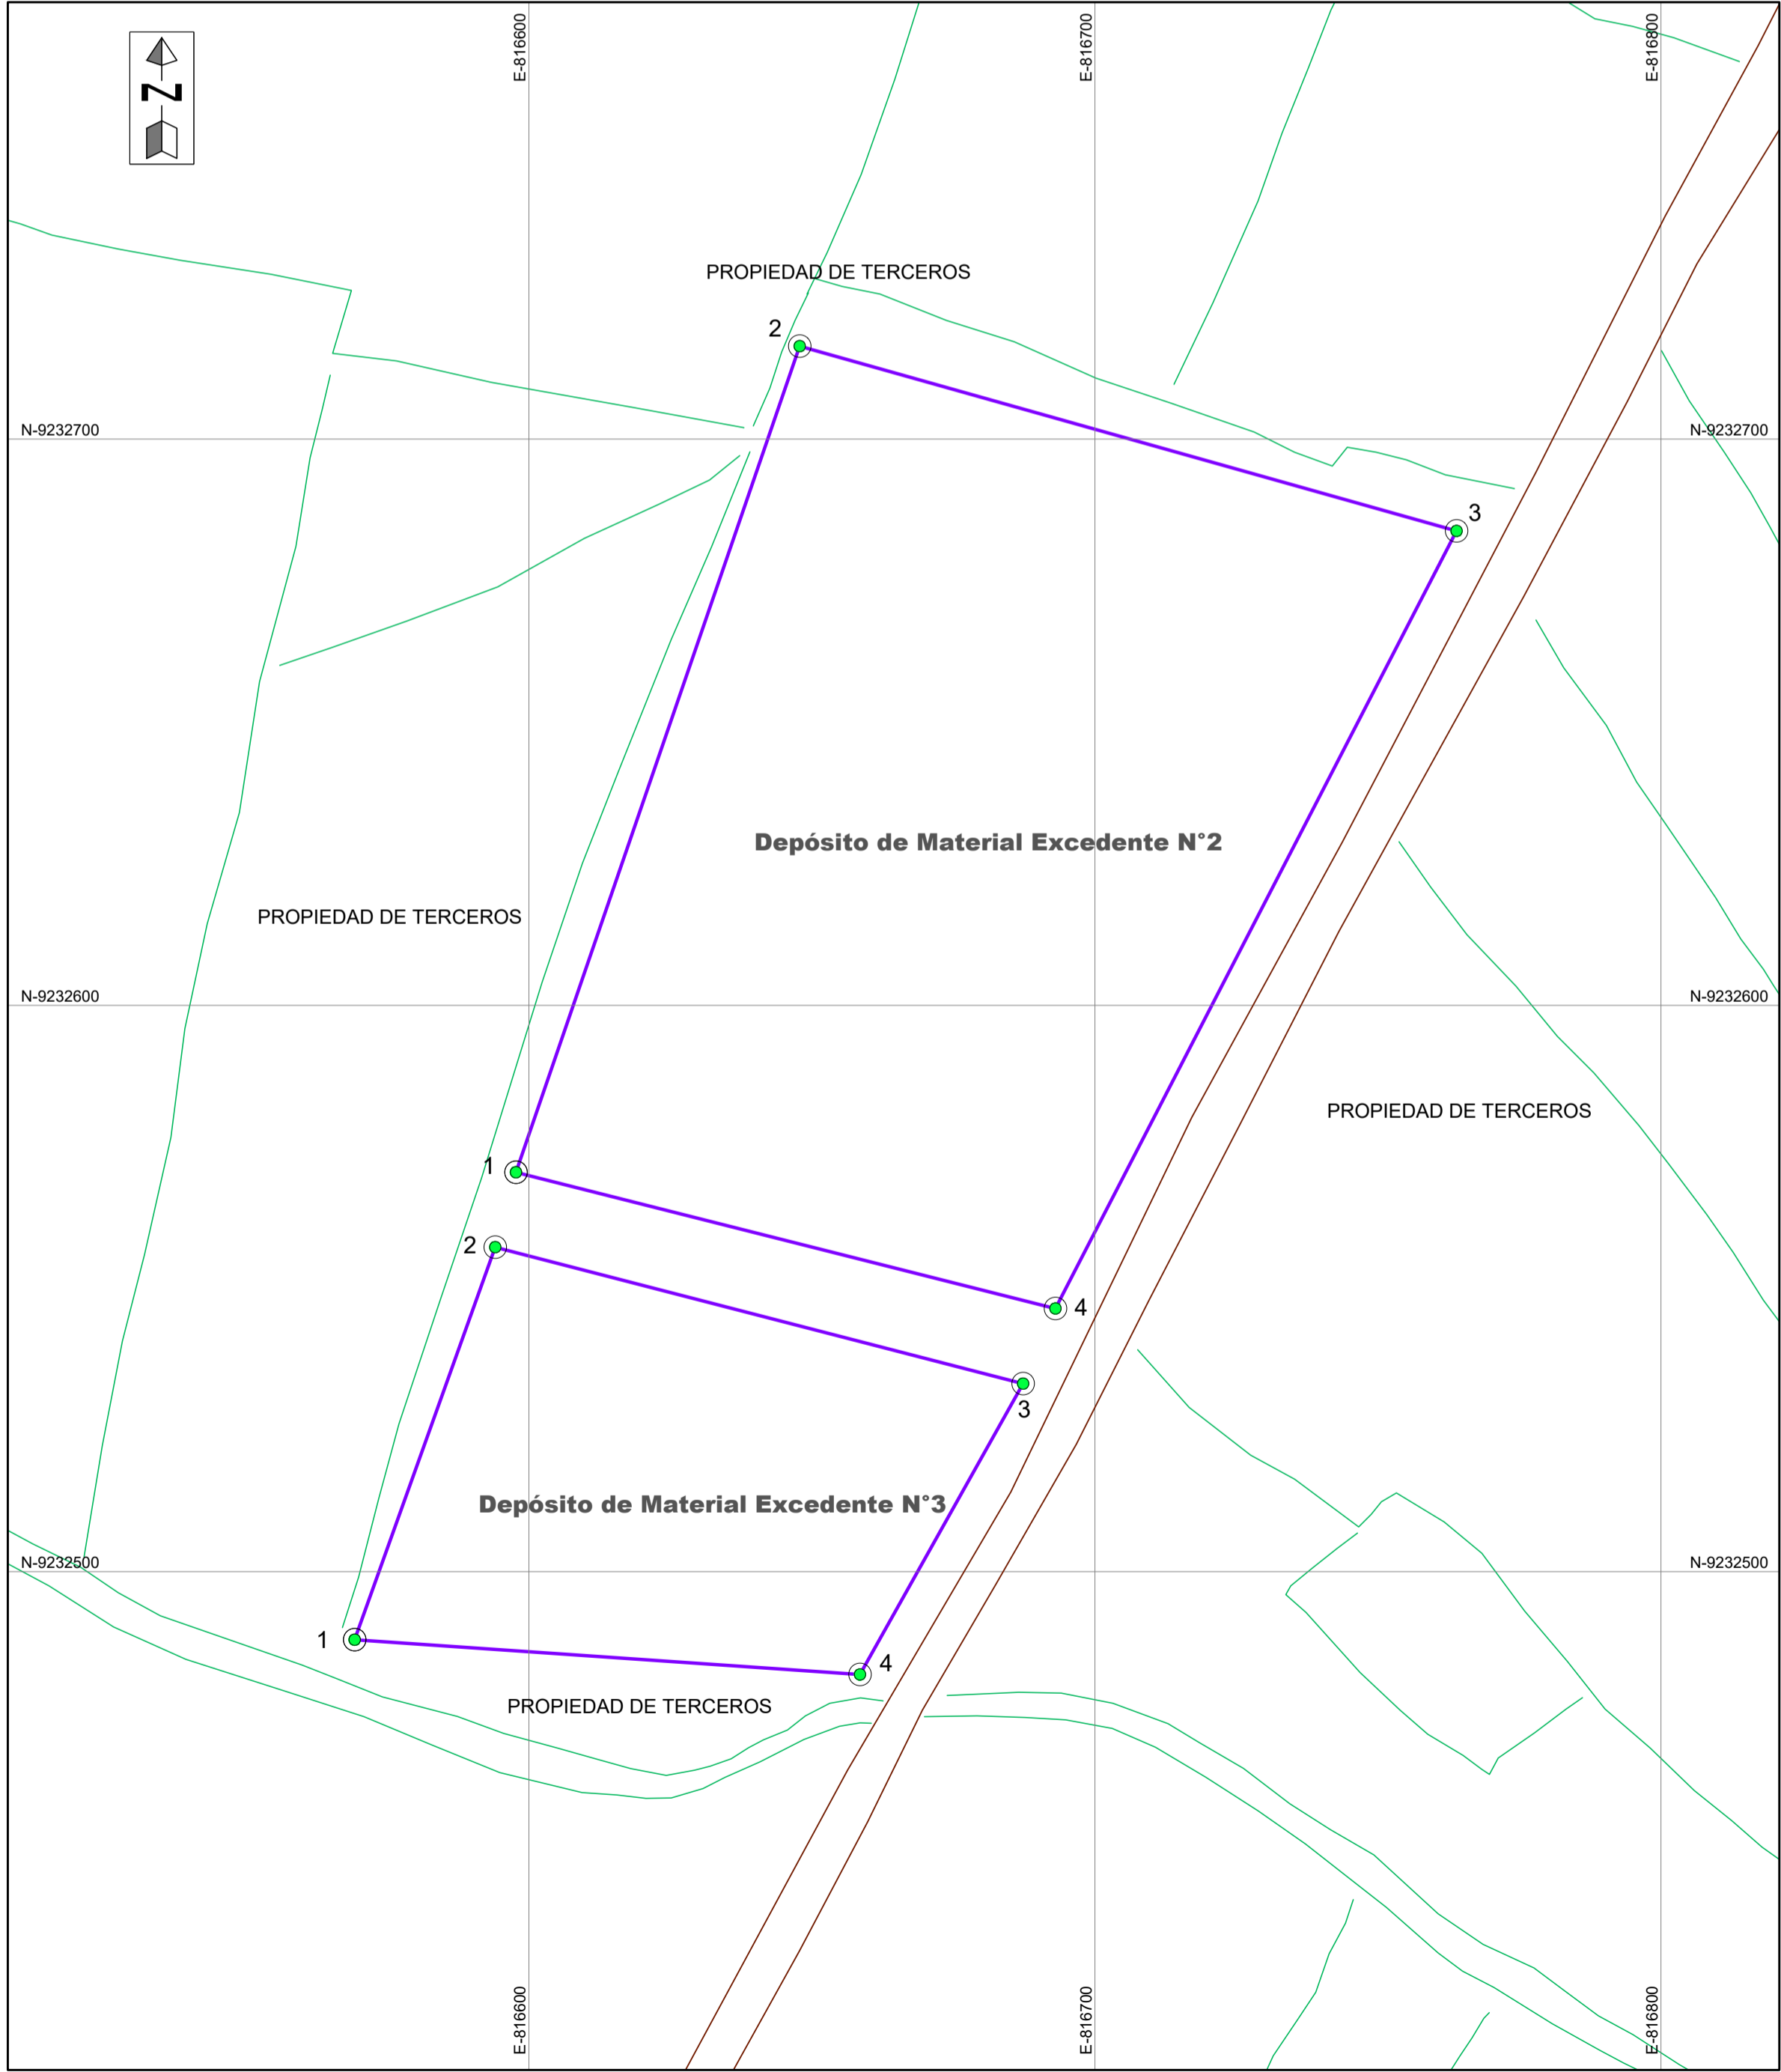 E-816600
E-816700
E-816800
N
PROPIEDAD DE TERCEROS
2
N-9232700
N-9232700
3
Depósito de Material Excedente N°2
PROPIEDAD DE TERCEROS
N-9232600
N-9232600
PROPIEDAD DE TERCEROS
1
2
4
3
Depósito de Material Excedente N°3
N-9232500
N-9232500
1
4
PROPIEDAD DE TERCEROS
E-816600
E-816700
E-816800